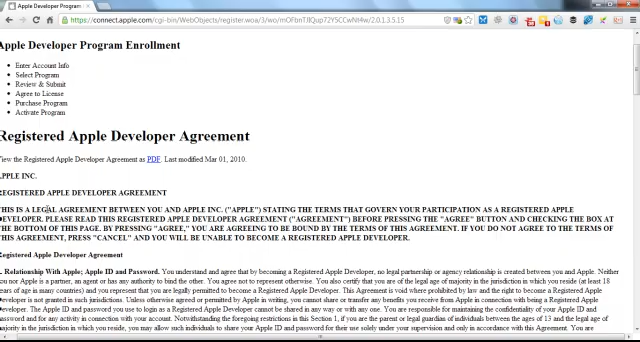 Apple Developer Program
https://connect.apple.com/cgi-bin/WebObjects/register.woa/3/wo/
Apple Developer Program Enrollment
Enter Account Info
Select Program
Review & Submit
Agree to License
Purchase Program
Activate Program
Registered Apple Developer Agreement
View the Registered Apple Developer Agreement as PDF. Last modified Mar 01, 2010.
APPLE INC.
REGISTERED APPLE DEVELOPER AGREEMENT
THIS IS A LEGAL AGREEMENT BETWEEN YOU AND APPLE INC. ("APPLE") STATING THE TERMS THAT GOVERN YOUR PARTICIPATION AS A REGISTERED APPLE
DEVELOPER. PLEASE READ THIS REGISTERED APPLE DEVELOPER AGREEMENT ("AGREEMENT") BEFORE PRESSING THE "AGREE" BUTTON AND CHECKING THE BOX AT
THE BOTTOM OF THIS PAGE. BY PRESSING "AGREE," YOU ARE AGREEING TO BE BOUND BY THE TERMS OF THIS AGREEMENT. IF YOU DO NOT AGREE TO THE TERMS OF
THIS AGREEMENT, PRESS "CANCEL" AND YOU WILL BE UNABLE TO BECOME A REGISTERED APPLE DEVELOPER.
Registered Apple Developer Agreement
. Relationship With Apple; Apple ID and Password. You understand and agree that by becoming a Registered Apple Developer, no legal partnership or agency relationship is created between you and Apple. Neither
you nor Apple is a partner, an agent or has any authority to bind the other. You agree not to represent otherwise. You also certify that you are of the legal age of majority in the jurisdiction in which you reside (at least 18
years of age in many countries) and you represent that you are legally permitted to become a Registered Apple Developer. This Agreement is void where prohibited by law and the right to become a Registered Apple
Developer is not granted in such jurisdictions. Unless otherwise agreed or permitted by Apple in writing, you cannot share or transfer any benefits you receive from Apple in connection with being a Registered Apple
Developer. The Apple ID and password you use to login as a Registered Apple Developer cannot be shared in any way or with any one. You are responsible for maintaining the confidentiality of your Apple ID and
password and for any activity in connection with your account. Notwithstanding the foregoing restrictions in this Section 1, if you are the parent or legal guardian of individuals between the ages of 13 and the legal age of
majority in the jurisdiction in which you reside, you may allow such individuals to share your Apple ID and password for their use solely under your supervision and only in accordance with this Agreement. You are